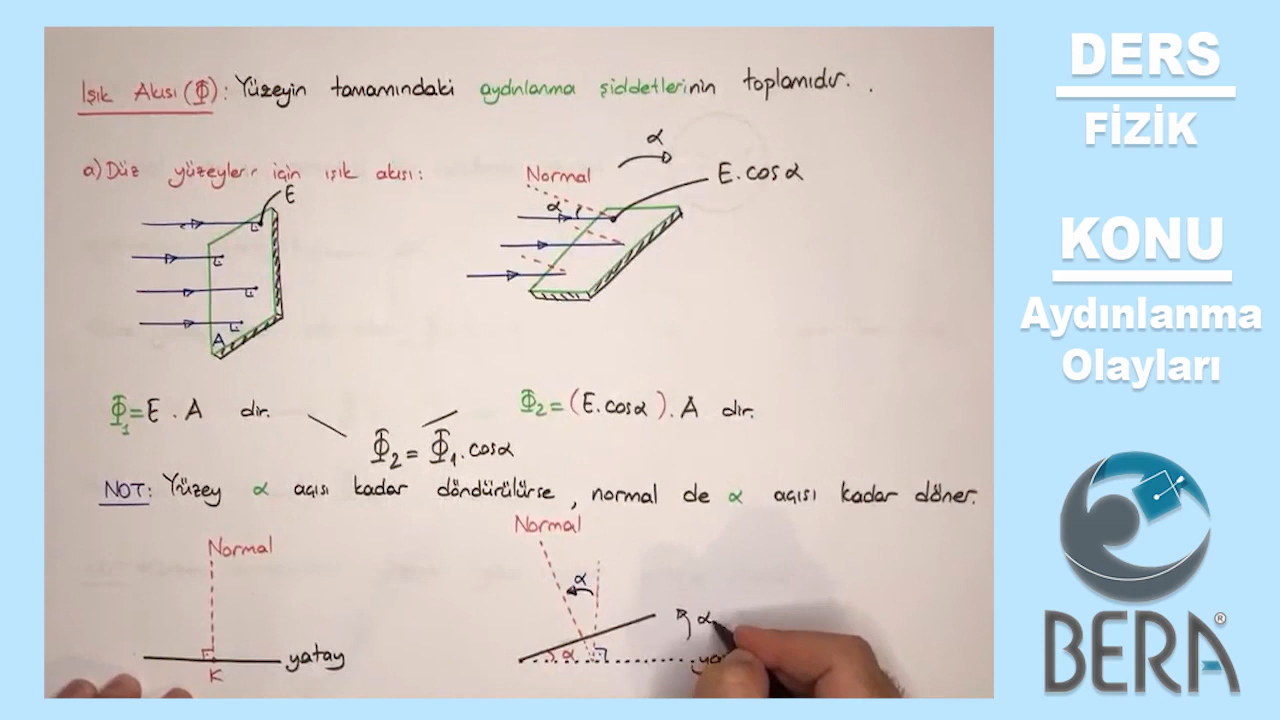 Işık Akısı (Φ): Yüzeyin tamamındaki aydınlanma şiddetlerinin toplamıdır.
a) Düz yüzeyler için ışık akısı:
E
A
α
Normal
E.cosα
α
Φ₁=E.A dir.
Φ₂=(E.cosα).A dir.
Φ₂=Φ₁.cosα
NOT: Yüzey α açısı kadar döndürülürse, normal de α açısı kadar döner.
Normal
yatay
K
Normal
α
α
α
DERS
FİZİK
KONU
Aydınlanma
Olayları
BERA®